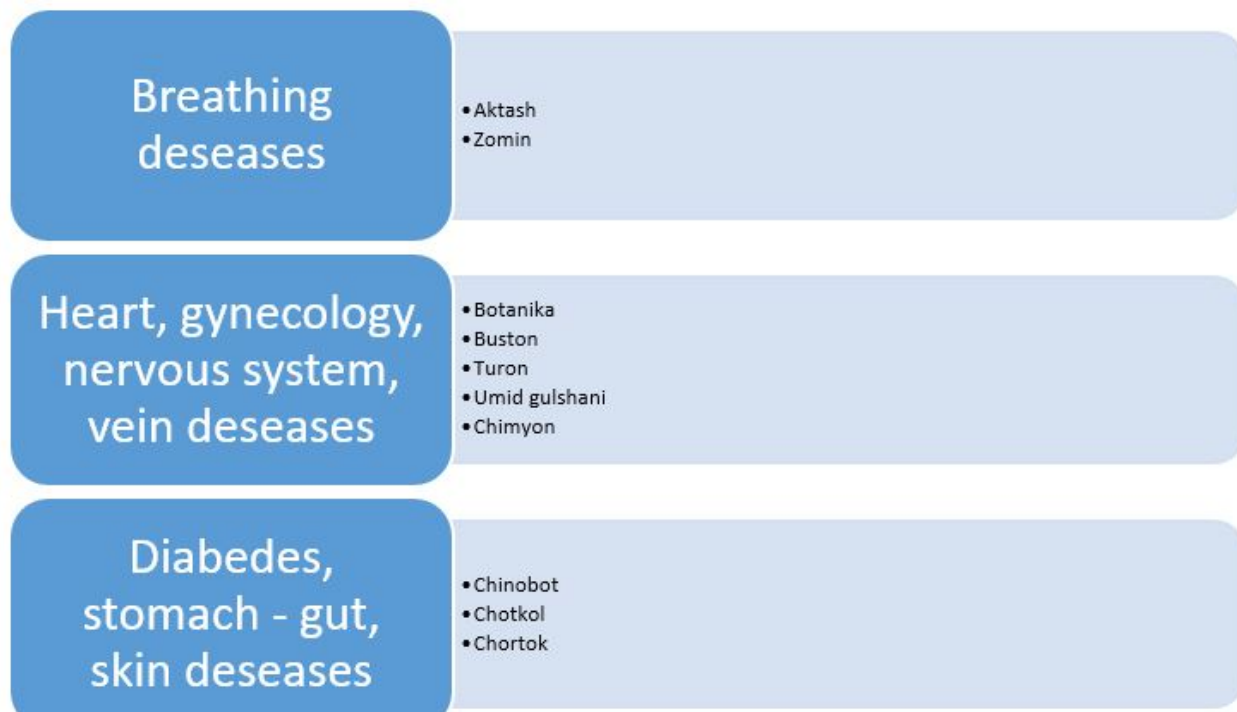 Breathing
deseases
• Aktash
• Zomin
Heart, gynecology,
nervous system,
vein deseases
• Botanika
• Buston
• Turon
• Umid gulshani
• Chimyon
Diabedes,
stomach - gut,
skin deseases
• Chinobot
• Chotkol
• Chortok